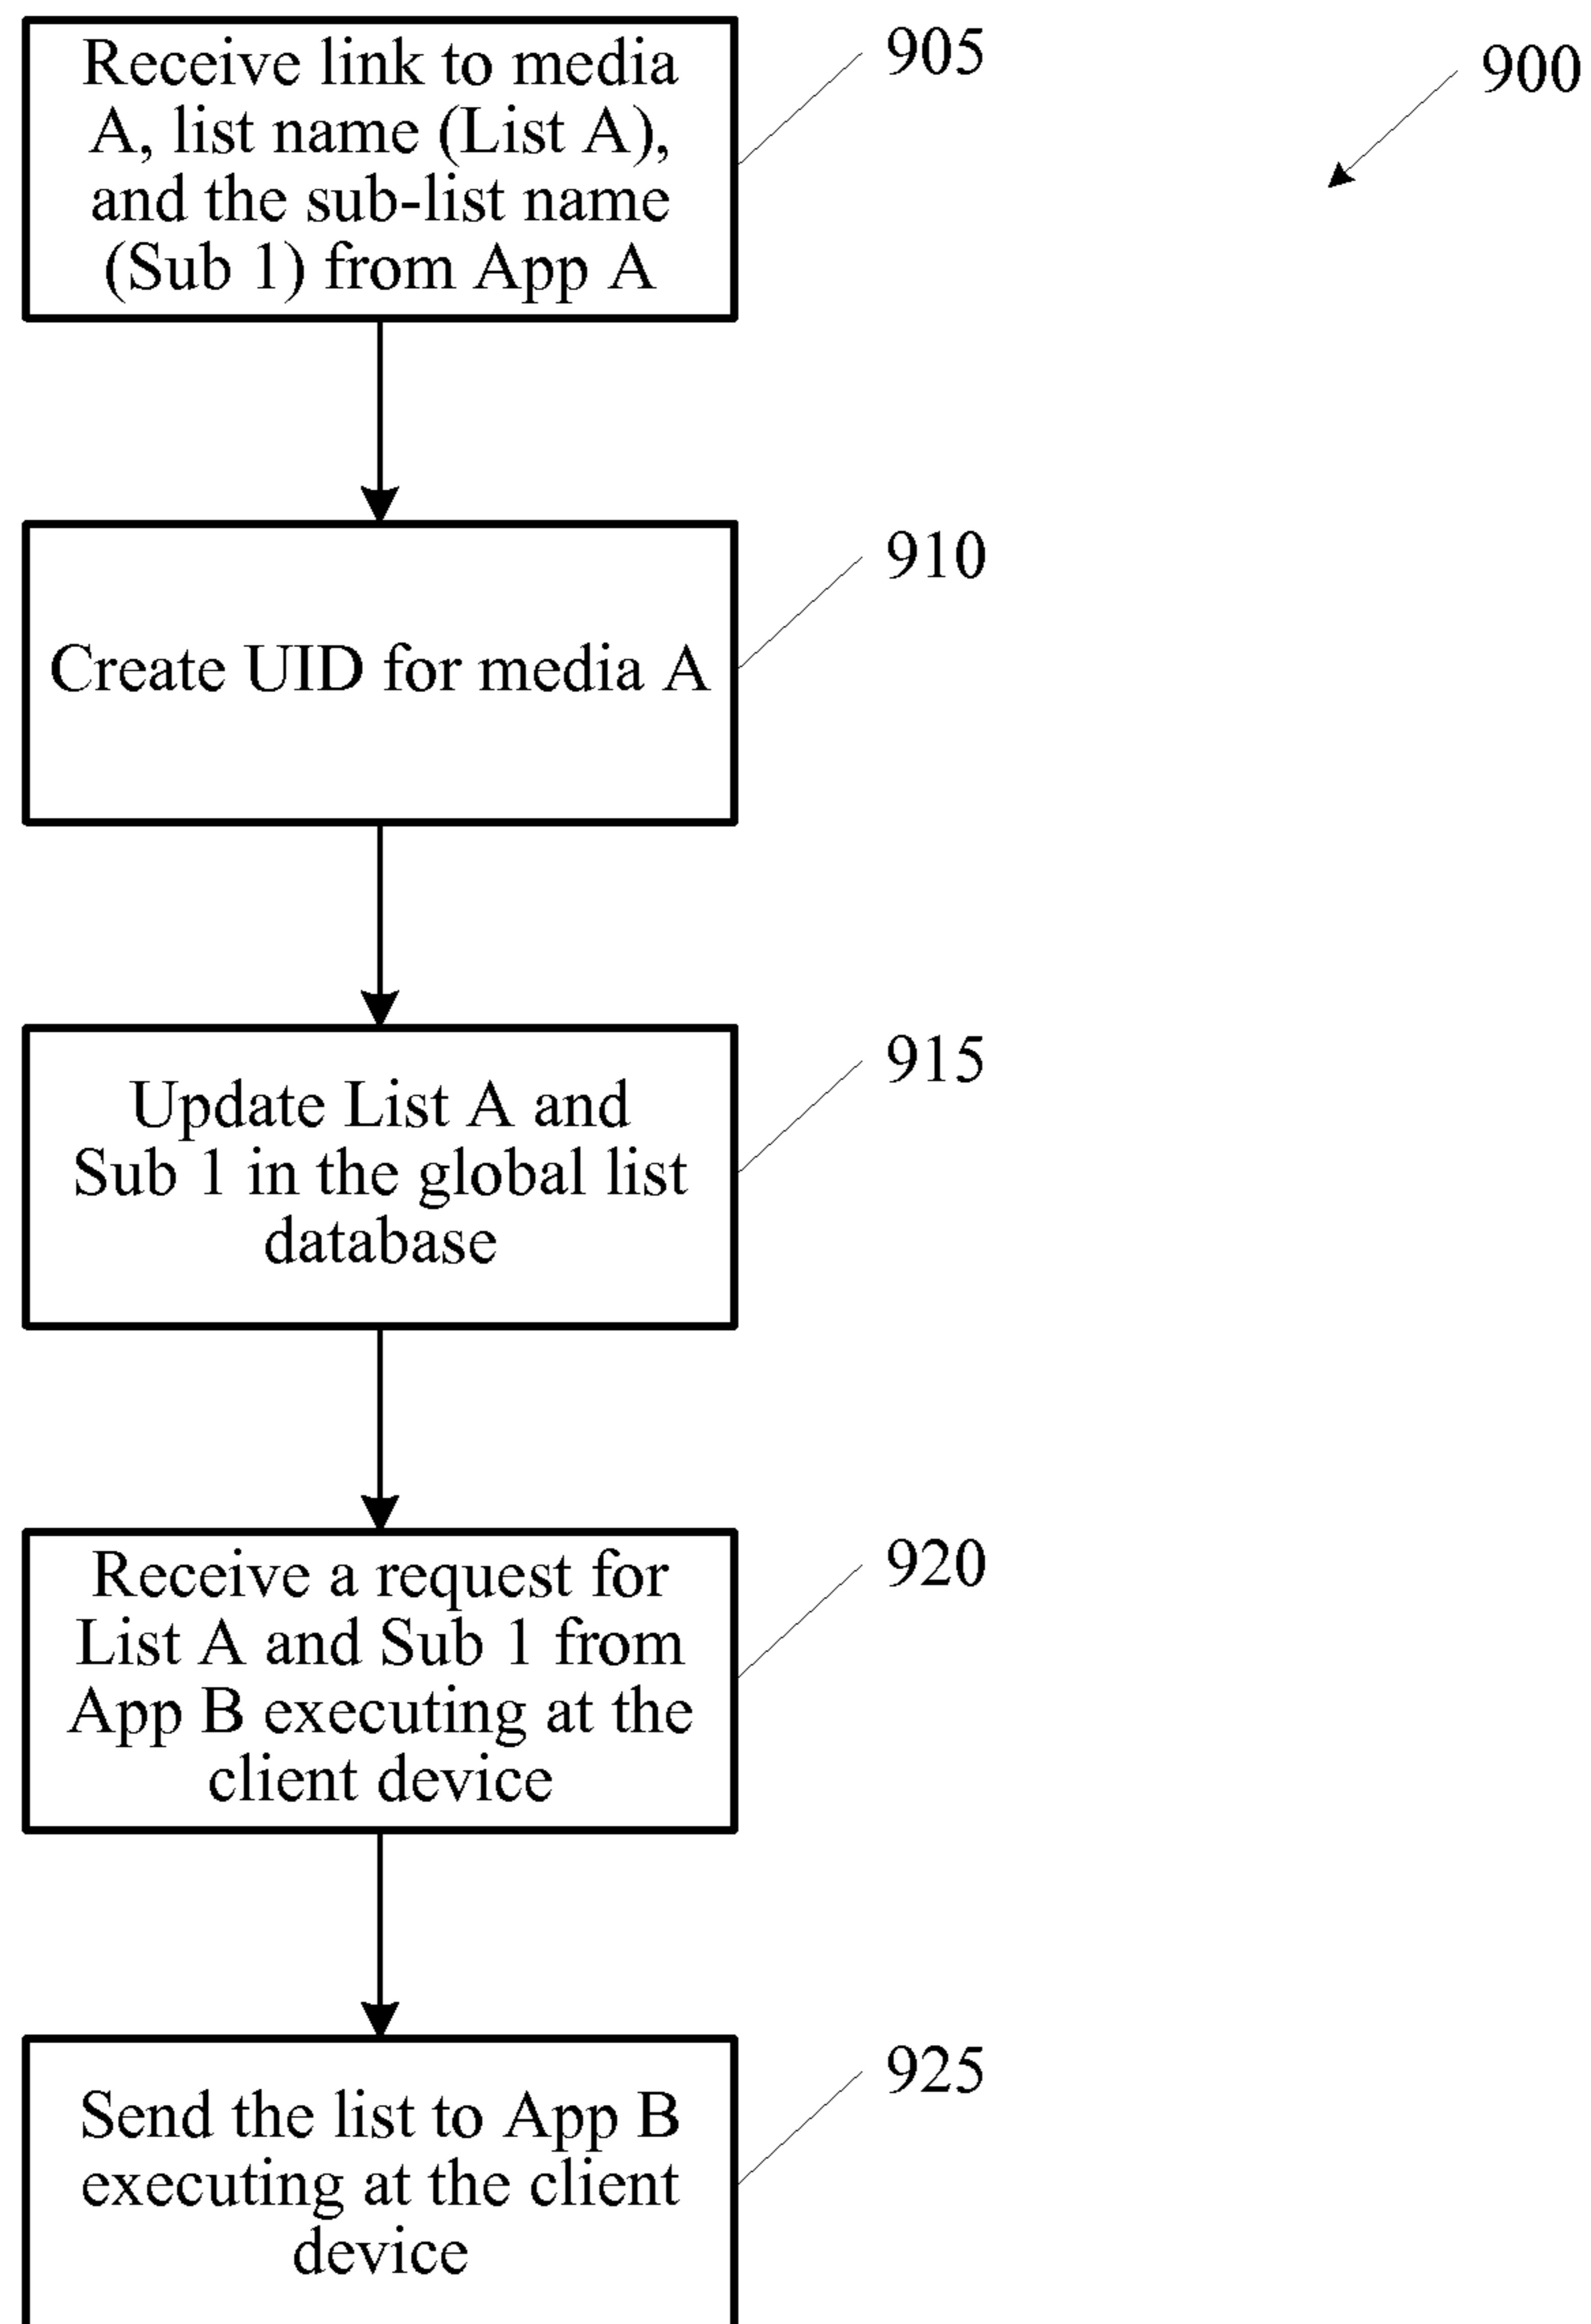 Receive link to media
A, list name (List A),
and the sub-list name
(Sub 1) from App A
905
900
Create UID for media A
910
Update List A and
Sub 1 in the global list
database
915
Receive a request for
List A and Sub 1 from
App B executing at the
client device
920
Send the list to App B
executing at the client
device
925